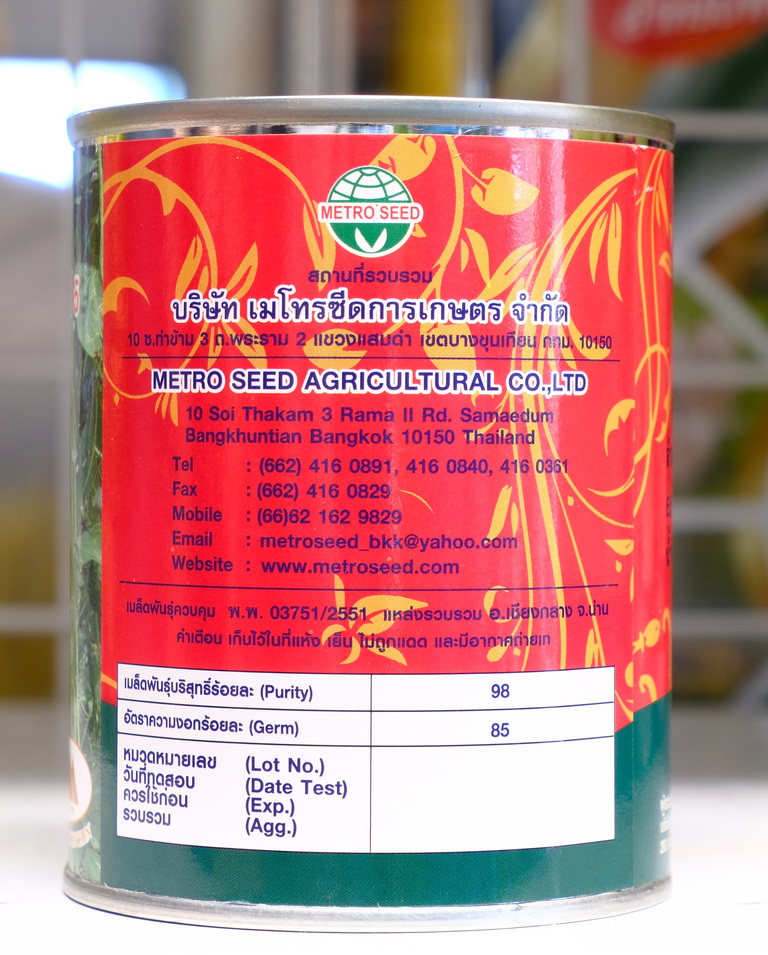 METRO SEED
สถานที่รวบรวม
บริษัท เมโทรซีดการเกษตร จำกัด
10 ซ.ท่าข้าม 3 ถ.พระราม 2 แขวงแสมดำ เขตบางขุนเทียน กทม. 10150
METRO SEED AGRICULTURAL CO.,LTD
10 Soi Thakam 3 Rama II Rd. Samaedum
Bangkhuntian Bangkok 10150 Thailand
Tel : (662) 416 0891, 416 0840, 416 0361
Fax : (662) 416 0829
Mobile : (66)62 162 9829
Email : metroseed_bkk@yahoo.com
Website : www.metroseed.com
เมล็ดพันธุ์ควบคุม พ.พ. 03751/2551 แหล่งรวบรวม อ.เชียงกลาง จ.น่าน
คำเตือน เก็บไว้ในที่แห้ง เย็น ไม่ถูกแดด และมีอากาศถ่ายเท
เมล็ดพันธุ์บริสุทธิ์ร้อยละ (Purity) 98
อัตราความงอกร้อยละ (Germ) 85
หมวดหมายเลข (Lot No.)
วันที่ทดสอบ (Date Test)
ควรใช้ก่อน (Exp.)
รวบรวม (Agg.)